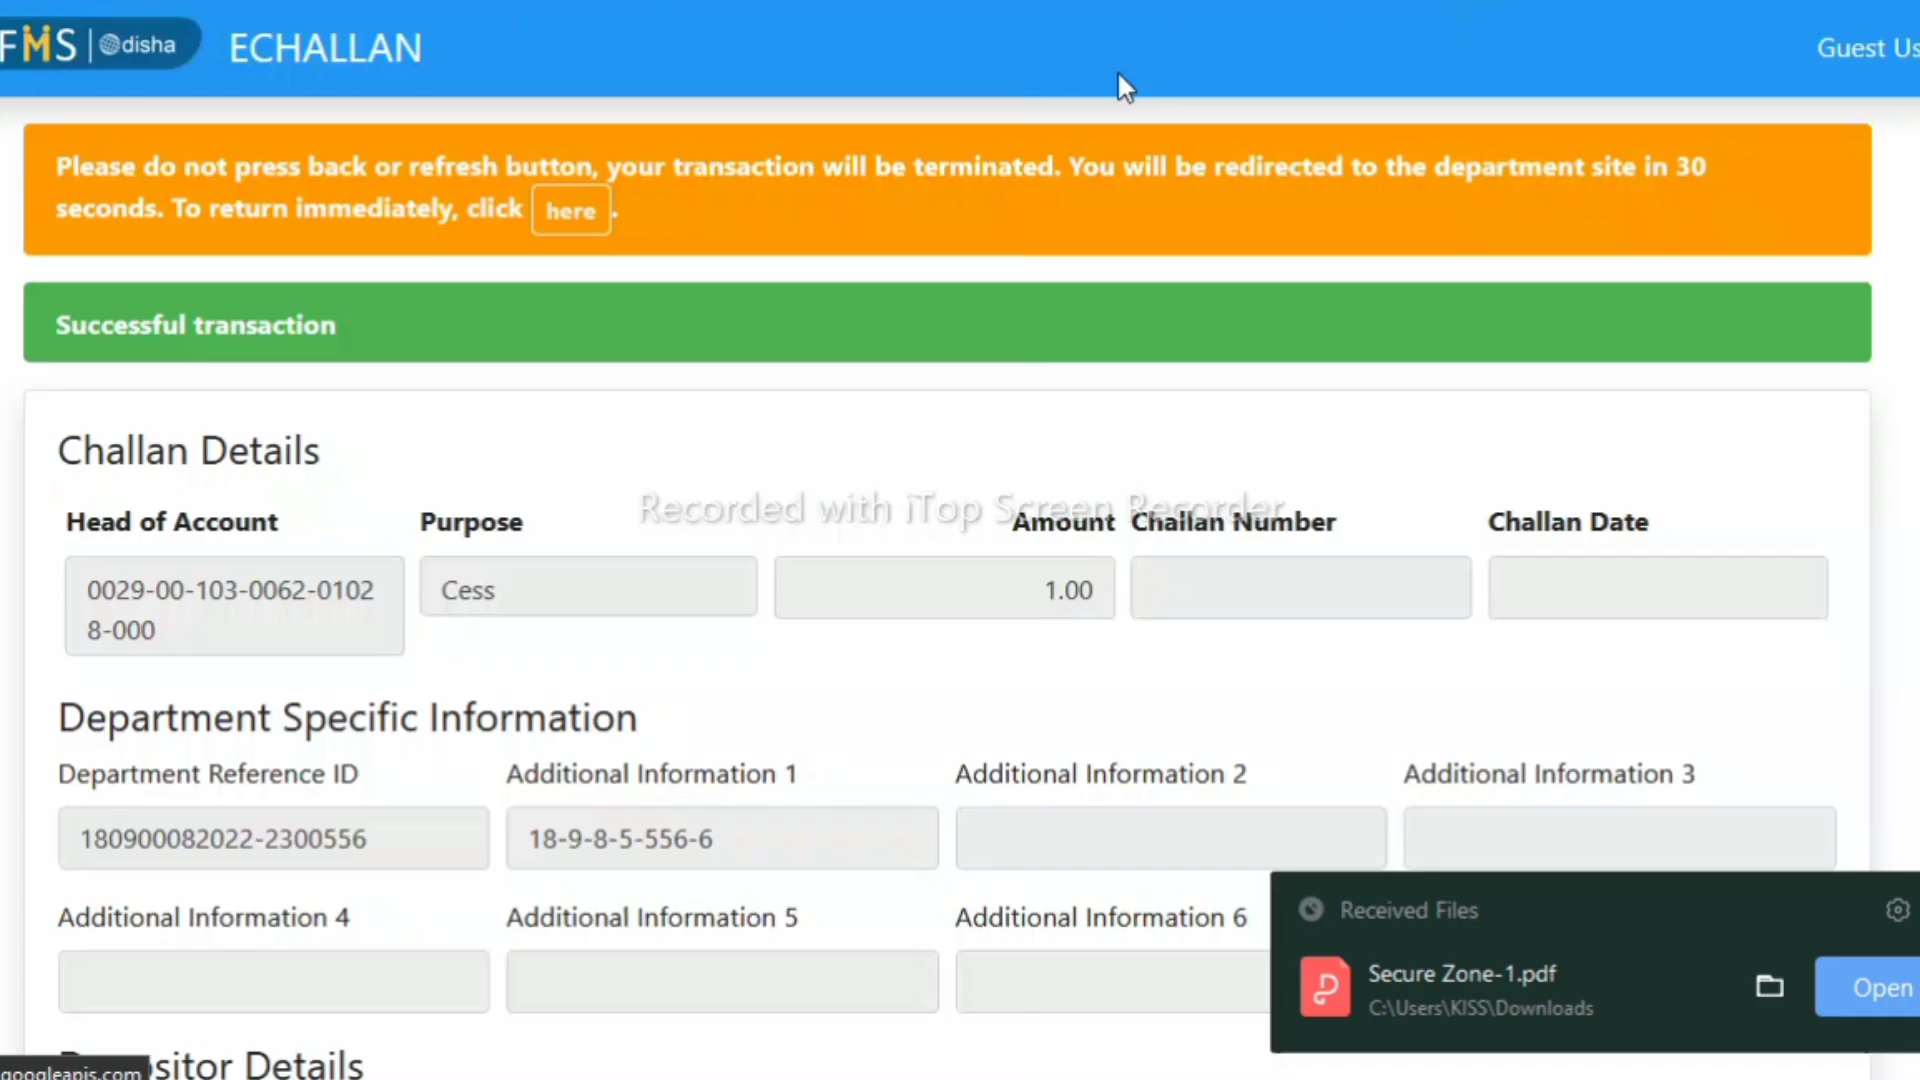 FMS | Odisha ECHALLAN
Guest Us
Please do not press back or refresh button, your transaction will be terminated. You will be redirected to the department site in 30
seconds. To return immediately, click here .
Successful transaction
Challan Details
Recorded with iTop Screen Recorder
Head of Account Purpose Amount Challan Number Challan Date
0029-00-103-0062-0102 Cess 1.00
8-000
Department Specific Information
Department Reference ID Additional Information 1 Additional Information 2 Additional Information 3
180900082022-2300556 18-9-8-5-556-6
Additional Information 4 Additional Information 5 Additional Information 6
Received Files
Secure Zone-1.pdf
C:\Users\KISS\Downloads
Open
sitor Details
googleapis.com